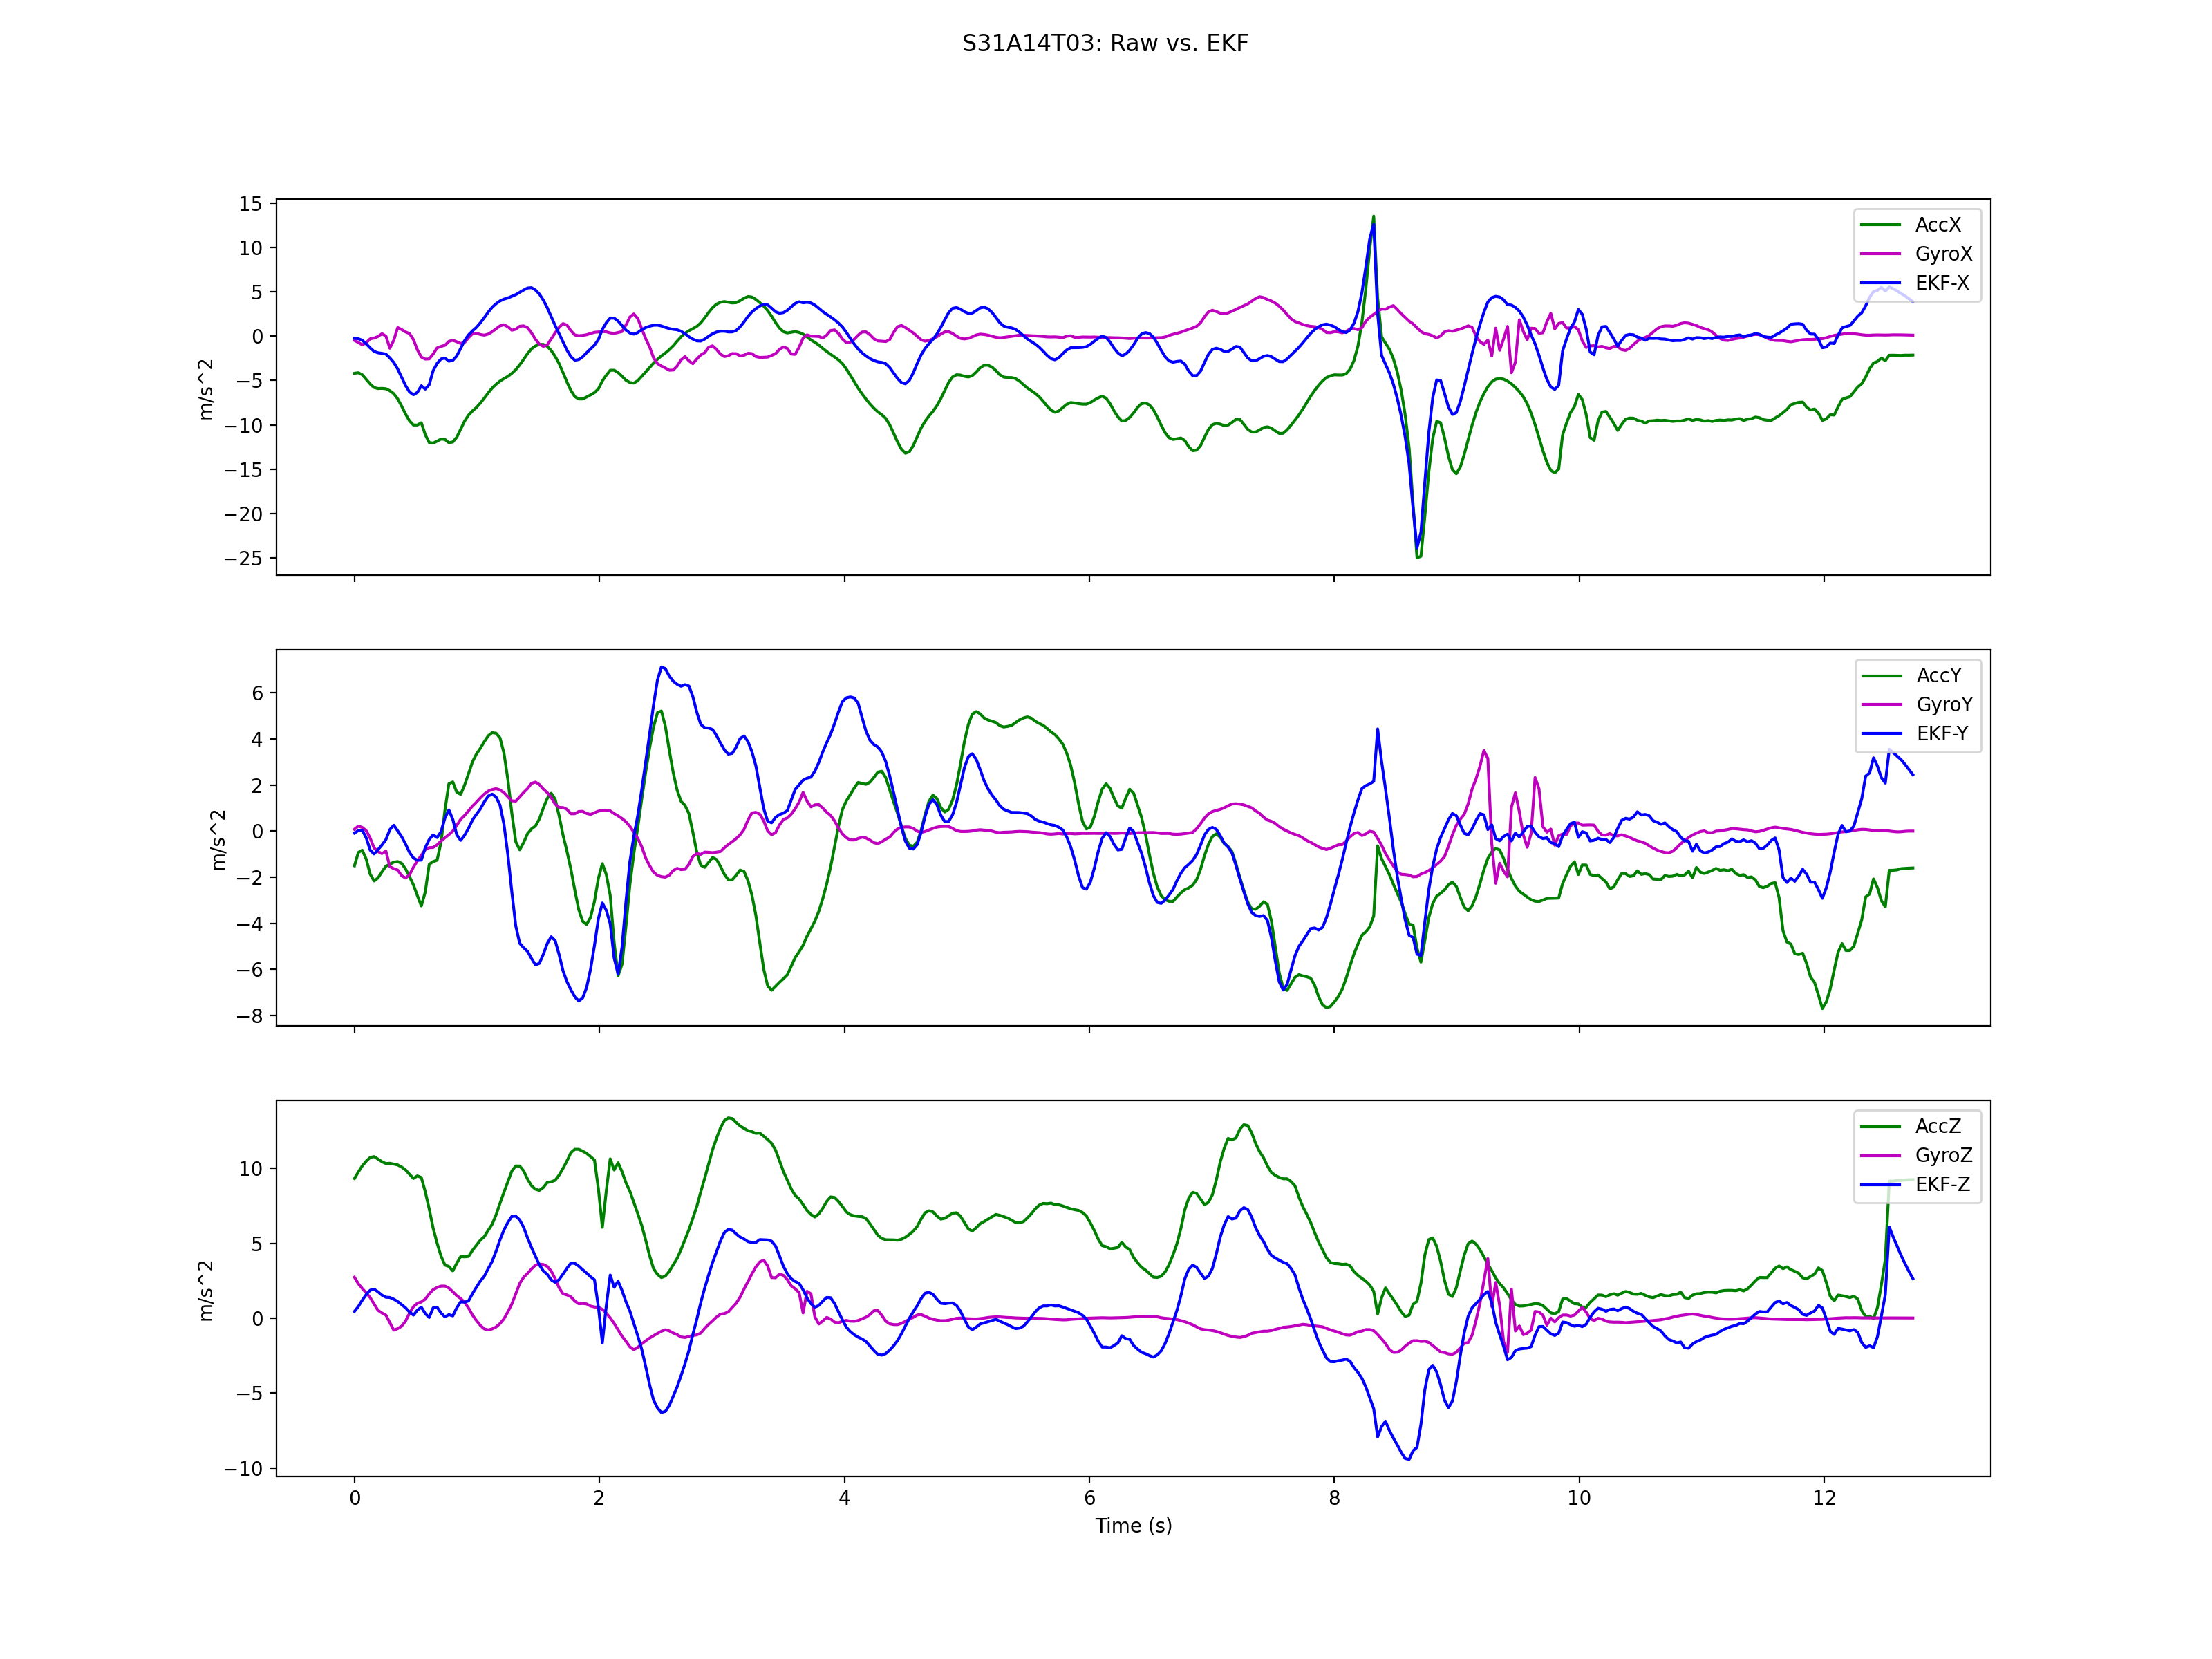 S31A14T03: Raw vs. EKF
15
10
5
0
−5
−10
−15
−20
−25
m/s^2
AccX
GyroX
EKF-X
6
4
2
0
−2
−4
−6
−8
m/s^2
AccY
GyroY
EKF-Y
10
5
0
−5
−10
m/s^2
AccZ
GyroZ
EKF-Z
0 2 4 6 8 10 12
Time (s)